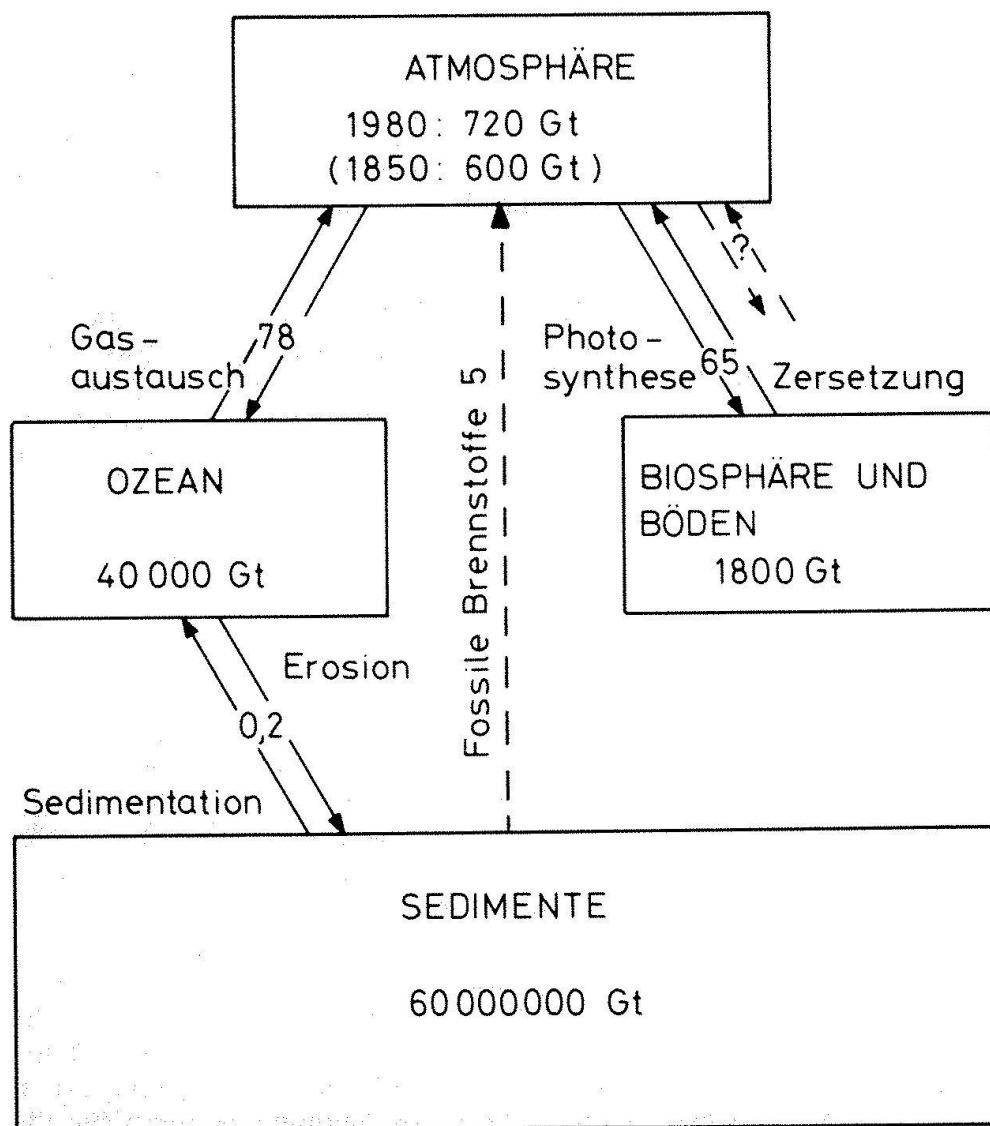 ATMOSPHÄRE
1980: 720 Gt
(1850: 600 Gt)
?
Gas-
austausch
78
Photo-
synthese
65
Zersetzung
Fossile Brennstoffe 5
OZEAN
40 000 Gt
BIOSPHÄRE UND
BÖDEN
1800 Gt
Erosion
0,2
Sedimentation
SEDIMENTE
60 000 000 Gt